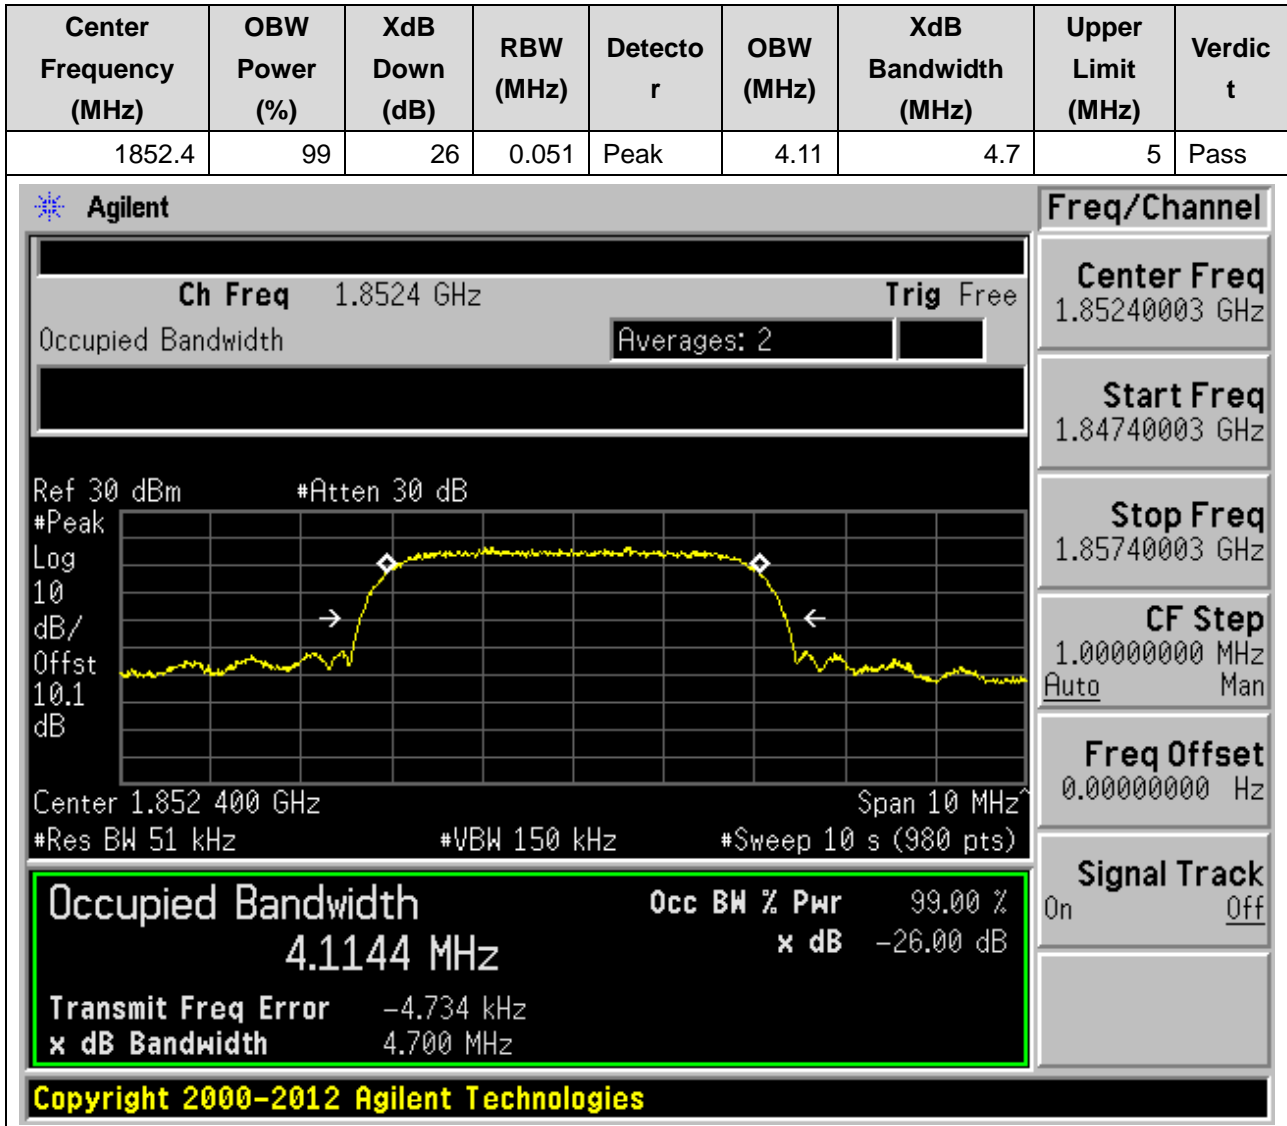 Center Frequency (MHz) OBW Power (%) XdB Down (dB) RBW (MHz) Detecto r OBW (MHz) XdB Bandwidth (MHz) Upper Limit (MHz) Verdic t
1852.4 99 26 0.051 Peak 4.11 4.7 5 Pass
Agilent
Freq/Channel
Ch Freq 1.8524 GHz Trig Free
Occupied Bandwidth Averages: 2
Center Freq
1.85240003 GHz
Start Freq
1.84740003 GHz
Stop Freq
1.85740003 GHz
CF Step
1.00000000 MHz
Auto Man
Freq Offset
0.00000000 Hz
Signal Track
On Off
Ref 30 dBm #Atten 30 dB
#Peak
Log
10
dB/
Offst
10.1
dB
Center 1.852 400 GHz Span 10 MHz^
#Res BW 51 kHz #VBW 150 kHz #Sweep 10 s (980 pts)
Occupied Bandwidth Occ BW % Pwr 99.00 %
4.1144 MHz x dB -26.00 dB
Transmit Freq Error -4.734 kHz
x dB Bandwidth 4.700 MHz
Copyright 2000-2012 Agilent Technologies